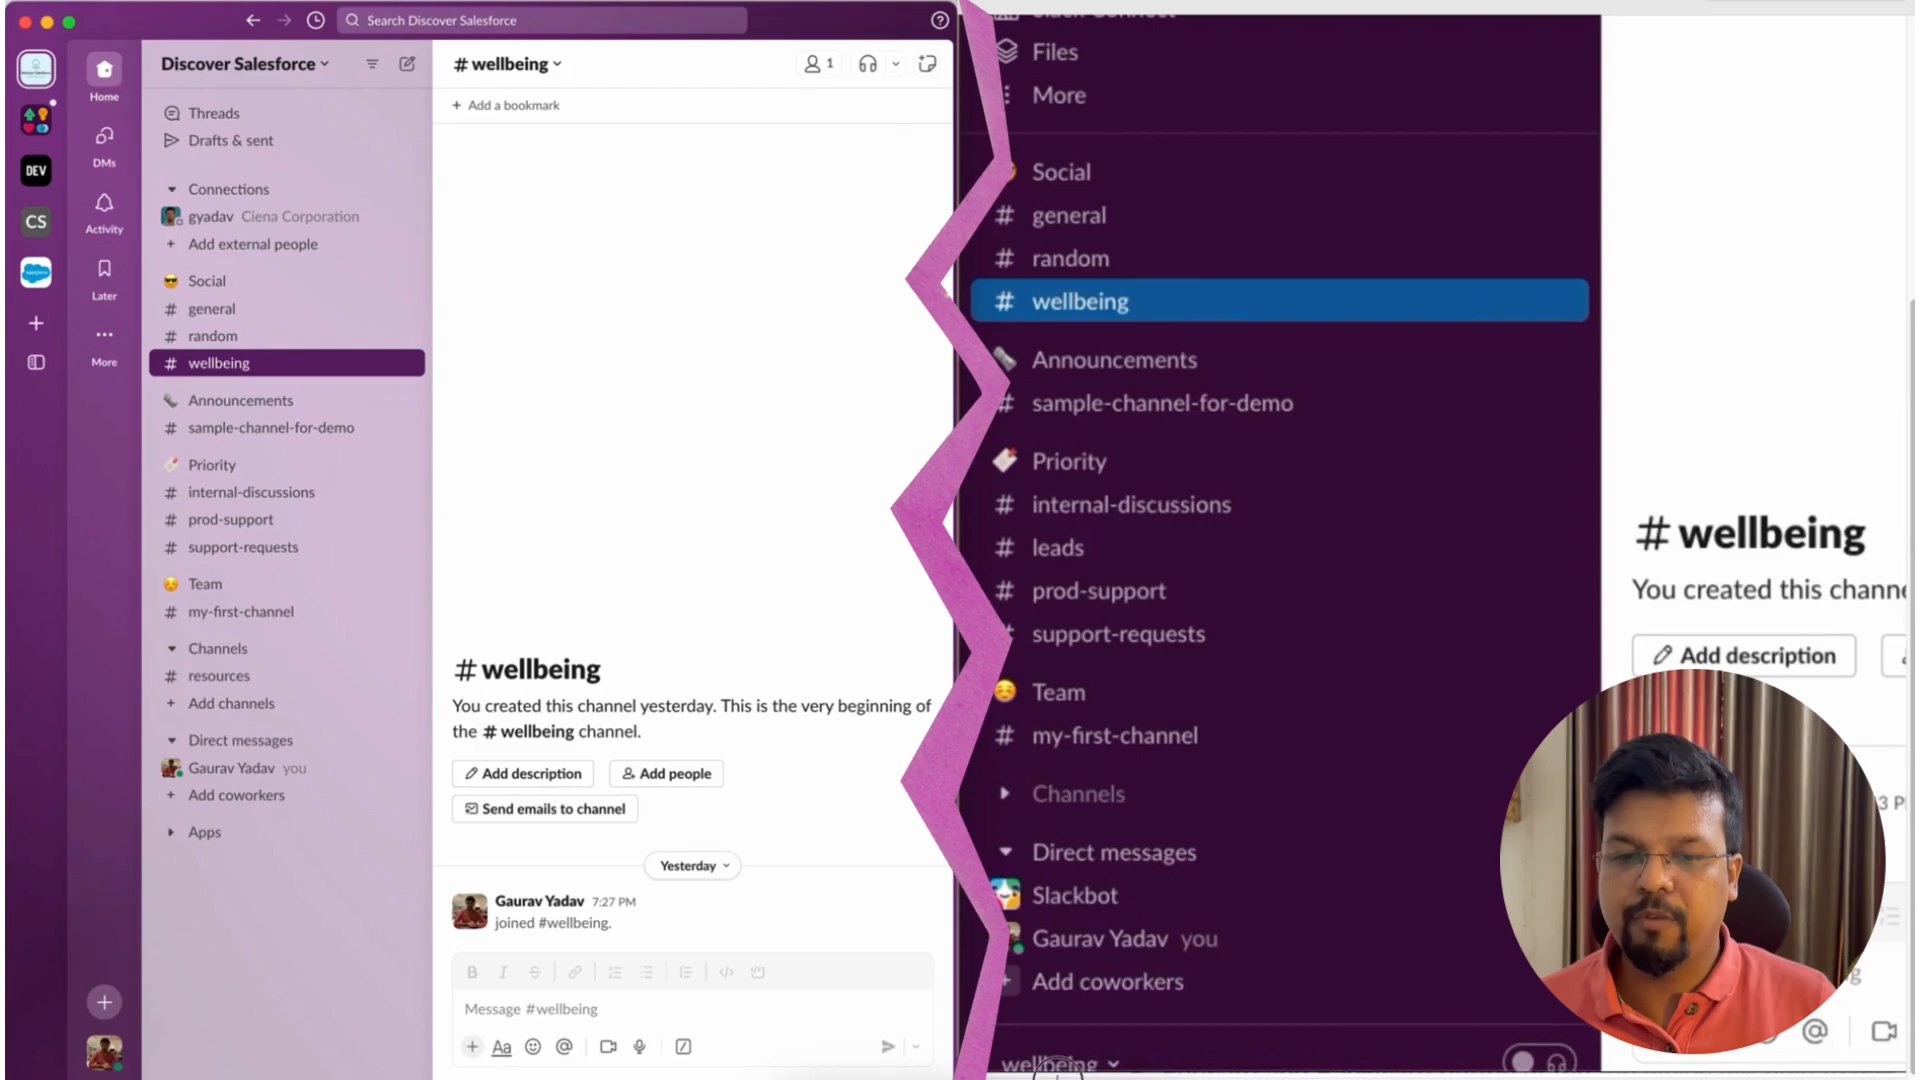 Search Discover Salesforce
Discover Salesforce
# wellbeing
1
Home
Add a bookmark
Threads
Drafts & sent
DMs
DEV
Connections
gyadav Ciena Corporation
CS
Activity
Add external people
Social
Later
# general
# random
More
# wellbeing
Announcements
# sample-channel-for-demo
Priority
# internal-discussions
# prod-support
# support-requests
Team
# my-first-channel
Channels
# resources
+ Add channels
Direct messages
Gaurav Yadav you
+ Add coworkers
Apps
# wellbeing
You created this channel yesterday. This is the very beginning of
the # wellbeing channel.
Add description
Add people
Send emails to channel
Yesterday
Gaurav Yadav 7:27 PM
joined #wellbeing.
Message #wellbeing
Aa
Slack Connect
Files
More
Social
# general
# random
# wellbeing
Announcements
# sample-channel-for-demo
Priority
# internal-discussions
# leads
# prod-support
# support-requests
Team
# my-first-channel
Channels
Direct messages
Slackbot
Gaurav Yadav you
Add coworkers
wellbeing
# wellbeing
You created this channe
Add description
3 P